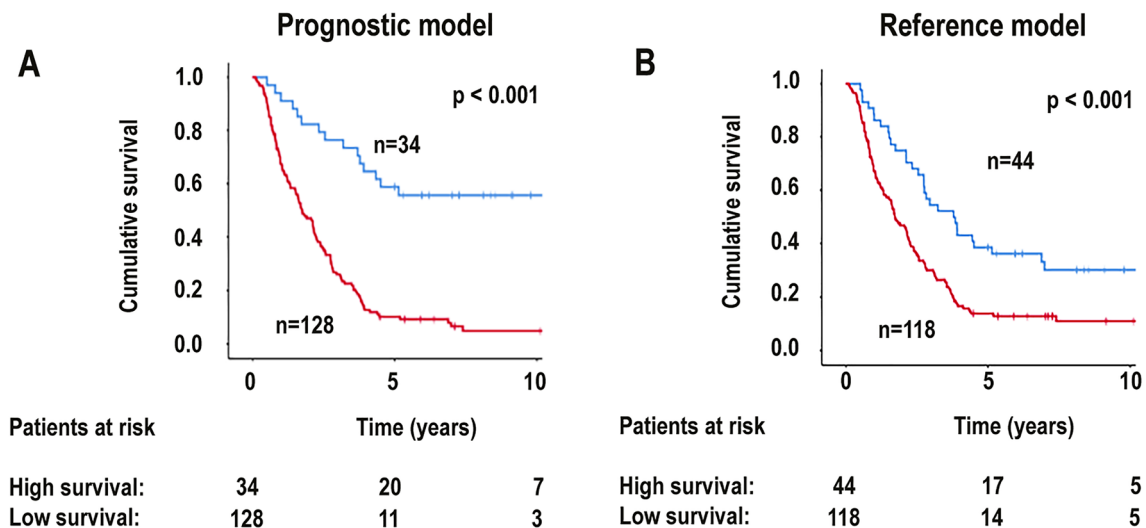 Prognostic model
Reference model
A
B
Cumulative survival
1.0
0.8
0.6
0.4
0.2
0.0
p < 0.001
n=34
n=128
0
5
10
Cumulative survival
1.0
0.8
0.6
0.4
0.2
0.0
p < 0.001
n=44
n=118
0
5
10
Patients at risk
Time (years)
Patients at risk
Time (years)
High survival: 34 20 7
Low survival: 128 11 3
High survival: 44 17 5
Low survival: 118 14 5